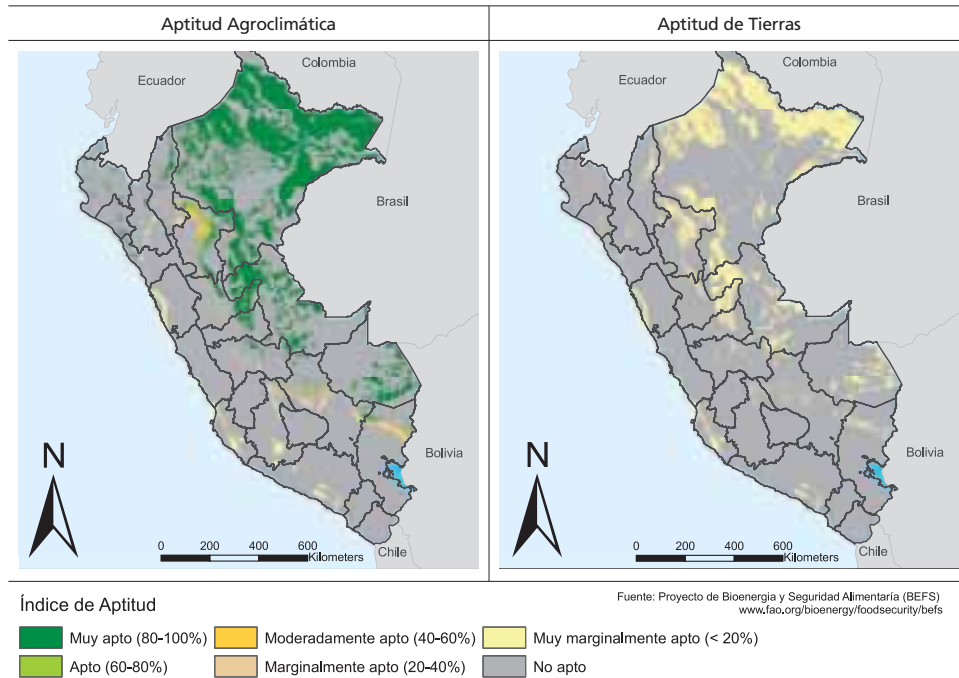 Aptitud Agroclimática
Aptitud de Tierras
Colombia
Ecuador
Brasil
Bolivia
Chile
N
0 200 400 600
Kilometers
Colombia
Ecuador
Brasil
Bolivia
Chile
N
0 200 400 600
Kilometers
Índice de Aptitud
Fuente: Proyecto de Bioenergia y Seguridad Alimentaría (BEFS)
www.fao.org/bioenergy/foodsecurity/befs
Muy apto (80-100%)
Moderadamente apto (40-60%)
Muy marginalmente apto (< 20%)
Apto (60-80%)
Marginalmente apto (20-40%)
No apto